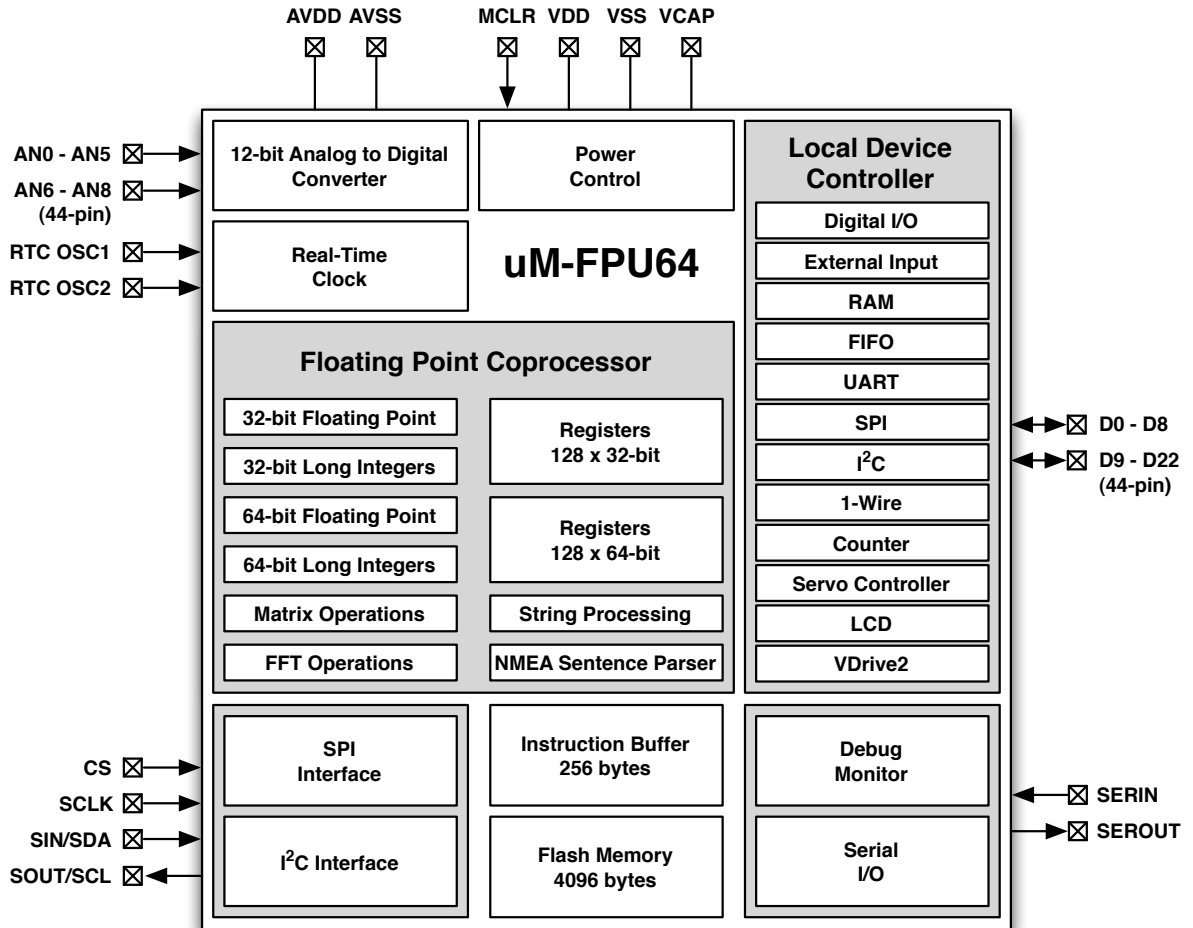 AVDD AVSS MCLR VDD VSS VCAP
AN0 - AN5
AN6 - AN8
(44-pin)
RTC OSC1
RTC OSC2
12-bit Analog to Digital
Converter
Power
Control
Real-Time
Clock
uM-FPU64
Local Device
Controller
Digital I/O
External Input
RAM
FIFO
UART
SPI
I²C
1-Wire
Counter
Servo Controller
LCD
VDrive2
D0 - D8
D9 - D22
(44-pin)
Floating Point Coprocessor
32-bit Floating Point
32-bit Long Integers
64-bit Floating Point
64-bit Long Integers
Matrix Operations
FFT Operations
Registers
128 x 32-bit
Registers
128 x 64-bit
String Processing
NMEA Sentence Parser
CS
SCLK
SIN/SDA
SOUT/SCL
SPI
Interface
I²C Interface
Instruction Buffer
256 bytes
Flash Memory
4096 bytes
Debug
Monitor
Serial
I/O
SERIN
SEROUT